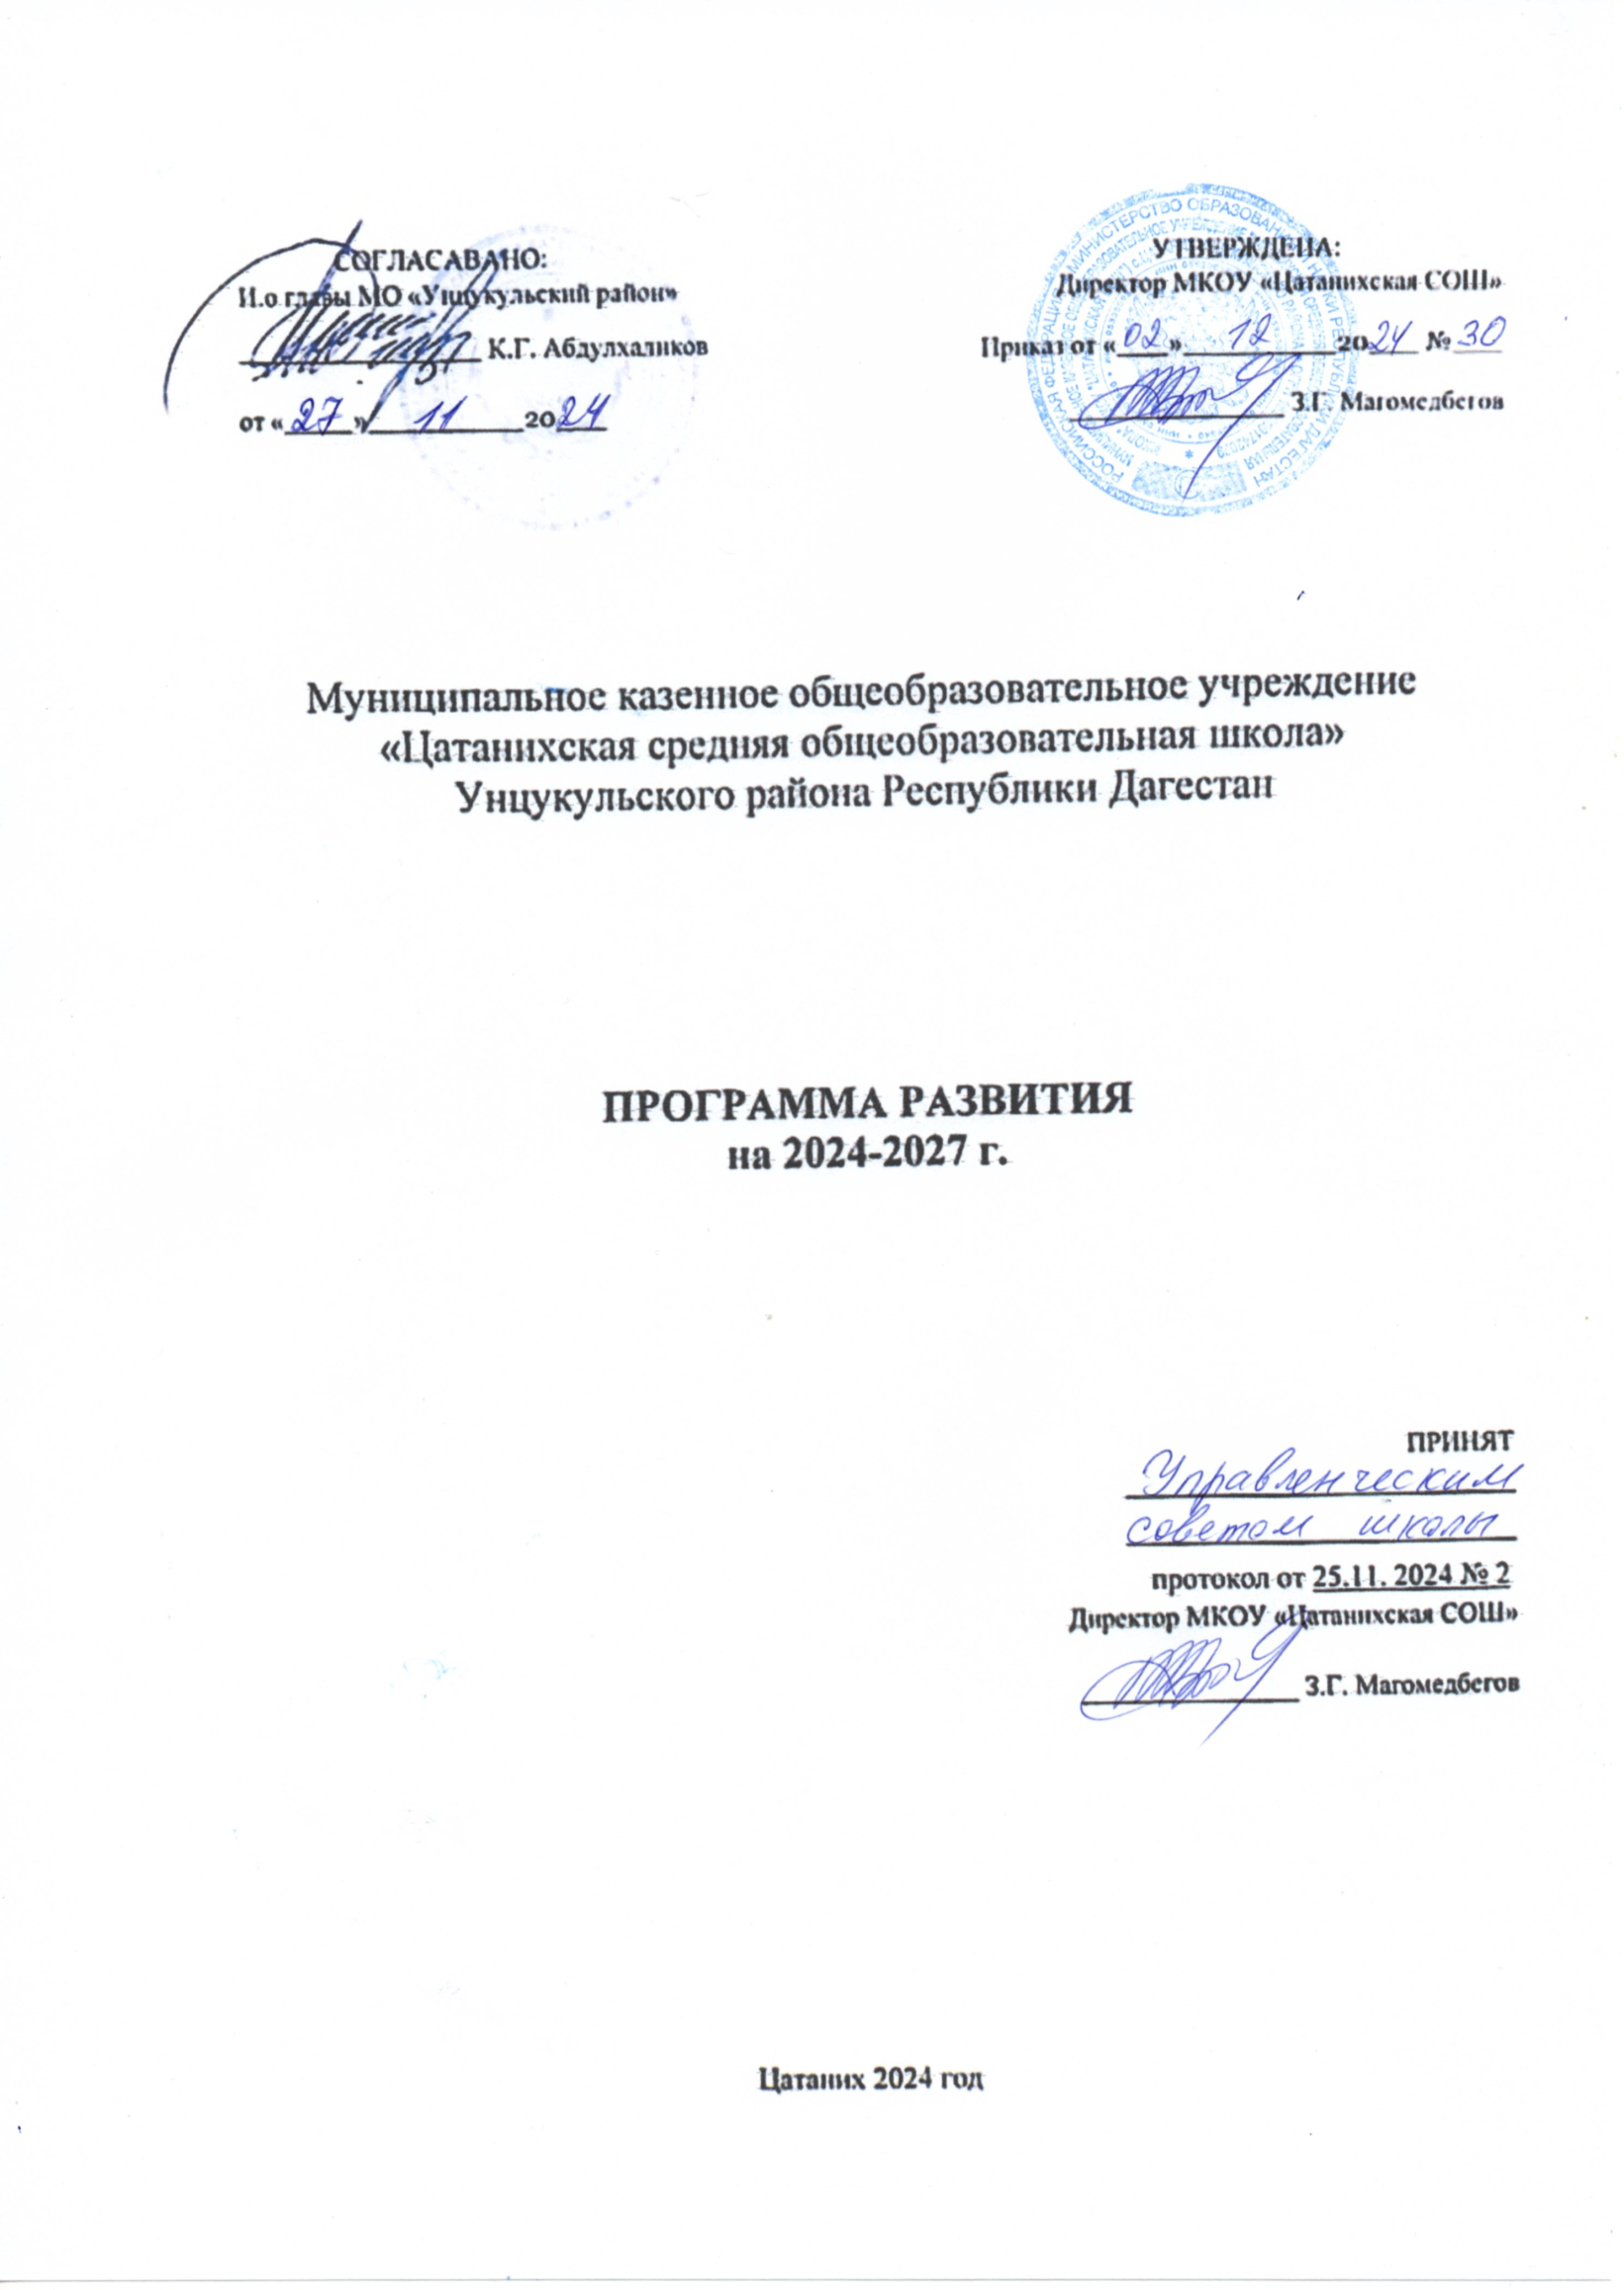 СОГЛАСАВАНО:
И.о главы МО «Унцукульский район»
К.Г. Абдулхаликов
от «27» 11 2024
УТВЕРЖДЕНА:
Директор МКОУ «Цатанихская СОШ»
Приказ от «02» 12 2024 № 30
З.Г. Магомедбегов
Муниципальное казенное общеобразовательное учреждение
«Цатанихская средняя общеобразовательная школа»
Унцукульского района Республики Дагестан
ПРОГРАММА РАЗВИТИЯ
на 2024-2027 г.
ПРИНЯТ
Управленческим
советом школы
протокол от 25.11. 2024 № 2
Директор МКОУ «Цатанихская СОШ»
З.Г. Магомедбегов
Цатаних 2024 год